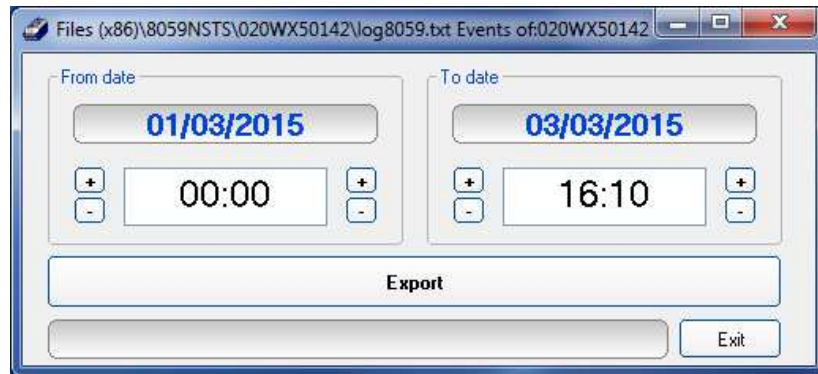 Files (x86)\8059NSTS\020WX50142\log8059.txt Events of:020WX50142
From date
To date
01/03/2015
03/03/2015
+ 00:00 +
- -
+ 16:10 +
- -
Export
Exit